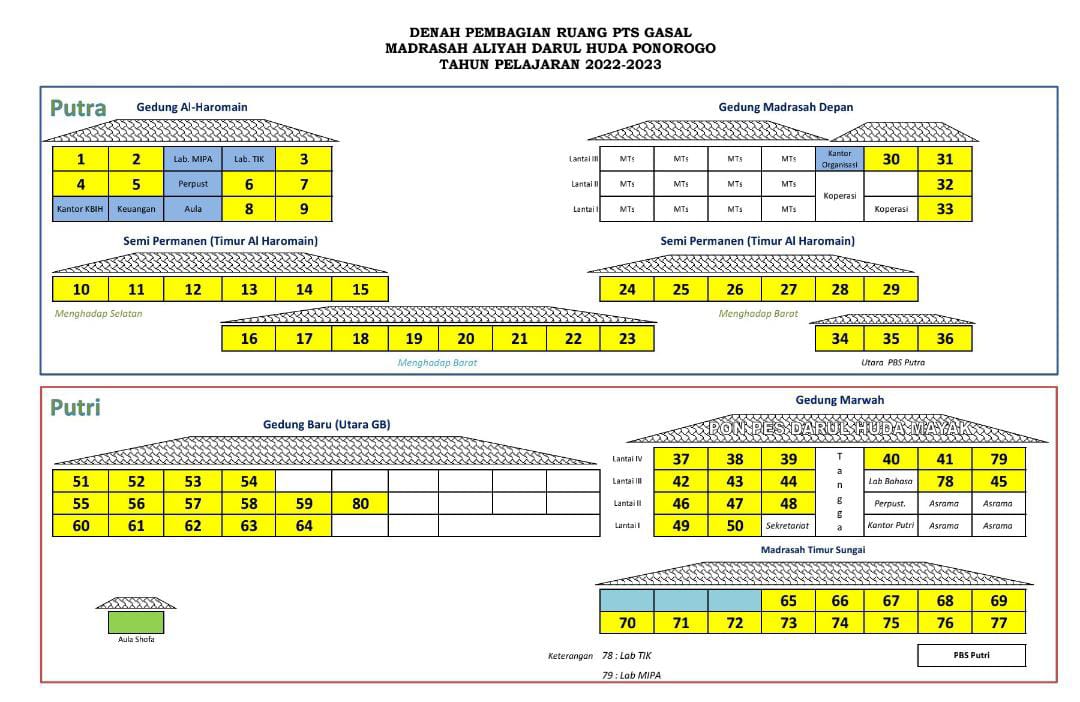 DENAH PEMBAGIAN RUANG PTS GASAL
MADRASAH ALIYAH DARUL HUDA PONOROGO
TAHUN PELAJARAN 2022-2023
Putra
Gedung Al-Haromain
1 2 Lab. MIPA Lab. TIK 3
4 5 Perpust 6 7
Kantor KBIH Keuangan Aula 8 9
Gedung Madrasah Depan
Lantai III MTs MTs MTs MTs Kantor Organisasi 30 31
Lantai II MTs MTs MTs MTs Koperasi 32
Lantai I MTs MTs MTs MTs Koperasi 33
Semi Permanen (Timur Al Haromain)
10 11 12 13 14 15
Menghadap Selatan
Semi Permanen (Timur Al Haromain)
24 25 26 27 28 29
Menghadap Barat
16 17 18 19 20 21 22 23
Menghadap Barat
34 35 36
Utara PBS Putra
Putri
Gedung Baru (Utara GB)
51 52 53 54
55 56 57 58 59 80
60 61 62 63 64
Gedung Marwah
PON PES DARUL HUDA MAYAK
Lantai IV 37 38 39 40 41 79
Lantai III 42 43 44 Lab Bahasa 78 45
Lantai II 46 47 48 Perpust. Asrama Asrama
Lantai I 49 50 Sekretariat Kantor Putri Asrama Asrama
Tangga
Madrasah Timur Sungai
65 66 67 68 69
70 71 72 73 74 75 76 77
Aula Shofa
Keterangan 78 : Lab TIK
79 : Lab MIPA
PBS Putri